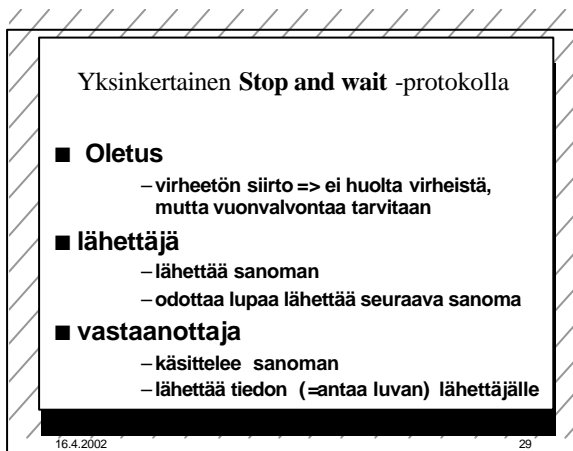 Yksinkertainen Stop and wait -protokolla
■ Oletus
– virheetön siirto => ei huolta virheistä,
mutta vuonvalvontaa tarvitaan
■ lähettäjä
– lähettää sanoman
– odottaa lupaa lähettää seuraava sanoma
■ vastaanottaja
– käsittelee sanoman
– lähettää tiedon (=antaa luvan) lähettäjälle
16.4.2002 29